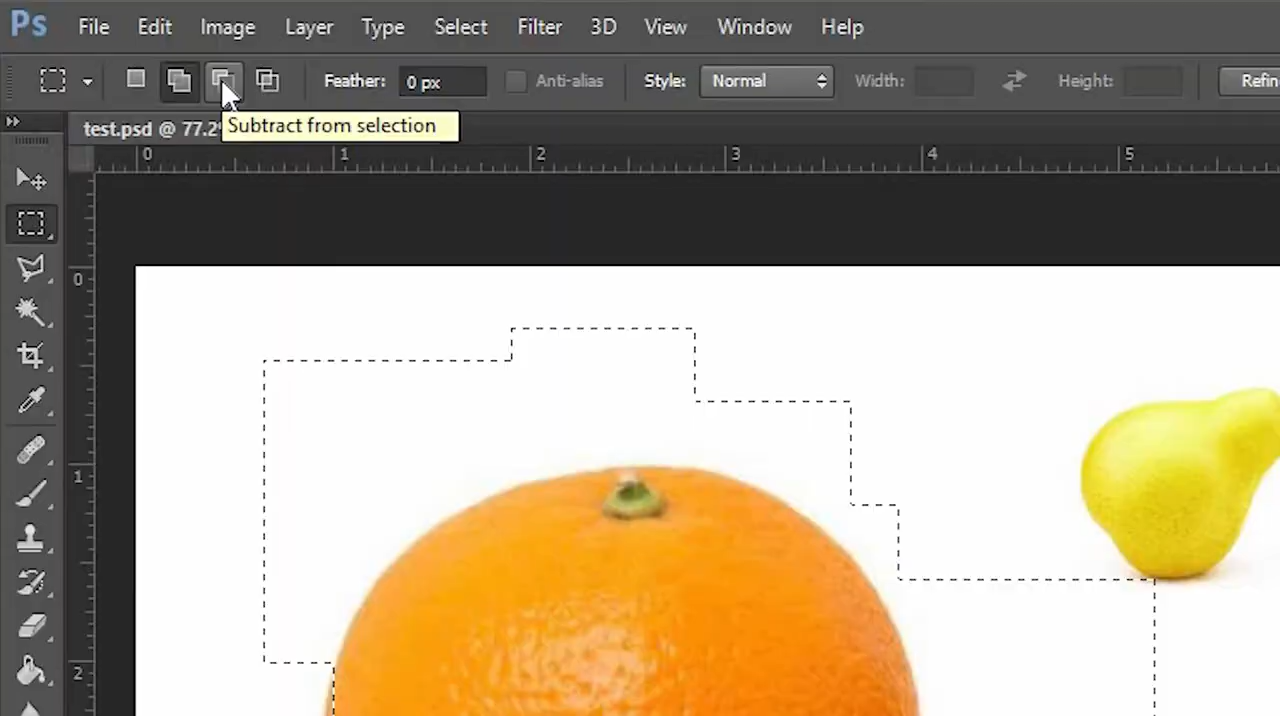 Ps File Edit Image Layer Type Select Filter 3D View Window Help
Feather: 0 px Anti-alias Style: Normal Width: Height: Refin
test.psd @ 77.2 Subtract from selection
0 1 2 3 4 5
0
1
2